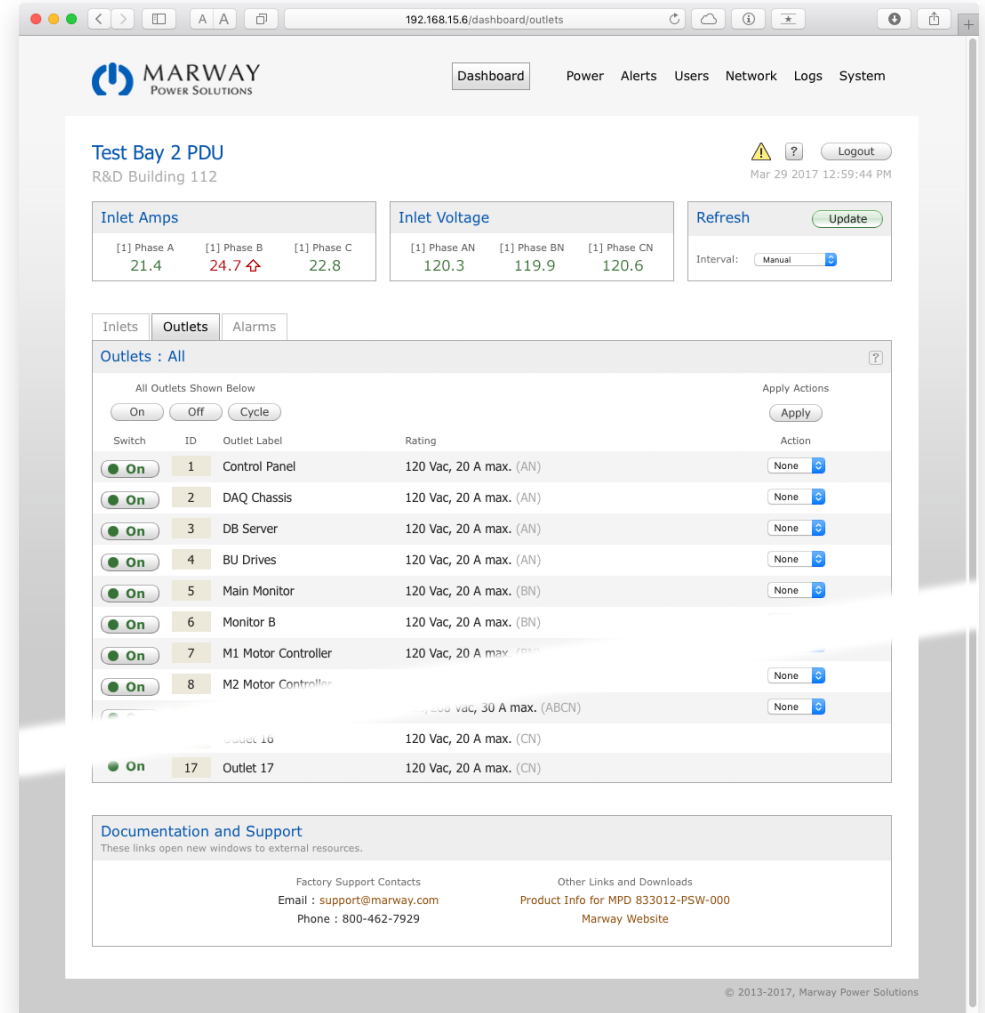 192.168.15.6/dashboard/outlets
A A
MARWAY
POWER SOLUTIONS
Dashboard Power Alerts Users Network Logs System
Test Bay 2 PDU
? Logout
R&D Building 112
Mar 29 2017 12:59:44 PM
Inlet Amps
[1] Phase A [1] Phase B [1] Phase C
21.4 24.7 22.8
Inlet Voltage
[1] Phase AN [1] Phase BN [1] Phase CN
120.3 119.9 120.6
Refresh Update
Interval: Manual
Inlets Outlets Alarms
Outlets : All ?
All Outlets Shown Below Apply Actions
On Off Cycle Apply
Switch ID Outlet Label Rating Action
On 1 Control Panel 120 Vac, 20 A max. (AN) None
On 2 DAQ Chassis 120 Vac, 20 A max. (AN) None
On 3 DB Server 120 Vac, 20 A max. (AN) None
On 4 BU Drives 120 Vac, 20 A max. (AN) None
On 5 Main Monitor 120 Vac, 20 A max. (BN) None
On 6 Monitor B 120 Vac, 20 A max. (BN)
On 7 M1 Motor Controller 120 Vac, 20 A max.
On 8 M2 Motor Controller None
Vac, 30 A max. (ABCN) None
Outlet 16 120 Vac, 20 A max. (CN)
On 17 Outlet 17 120 Vac, 20 A max. (CN)
Documentation and Support
These links open new windows to external resources.
Factory Support Contacts
Email : support@marway.com
Phone : 800-462-7929
Other Links and Downloads
Product Info for MPD 833012-PSW-000
Marway Website
© 2013-2017, Marway Power Solutions